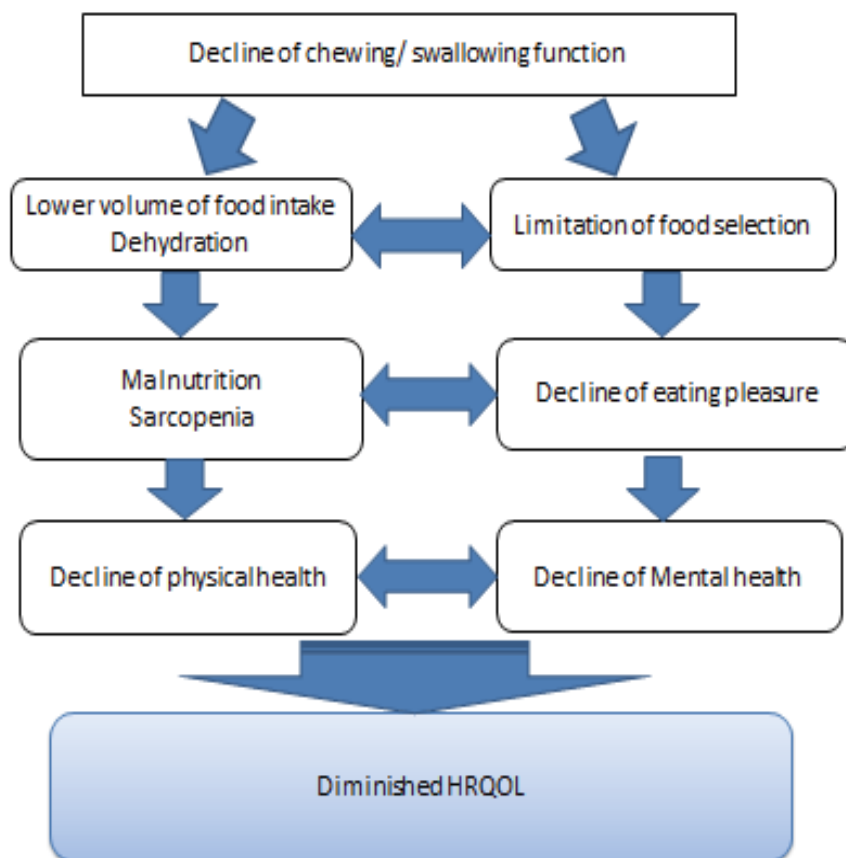 Decline of chewing/ swallowing function
Lower volume of food intake
Dehydration
Limitation of food selection
Malnutrition
Sarcopenia
Decline of eating pleasure
Decline of physical health
Decline of Mental health
Diminished HRQOL